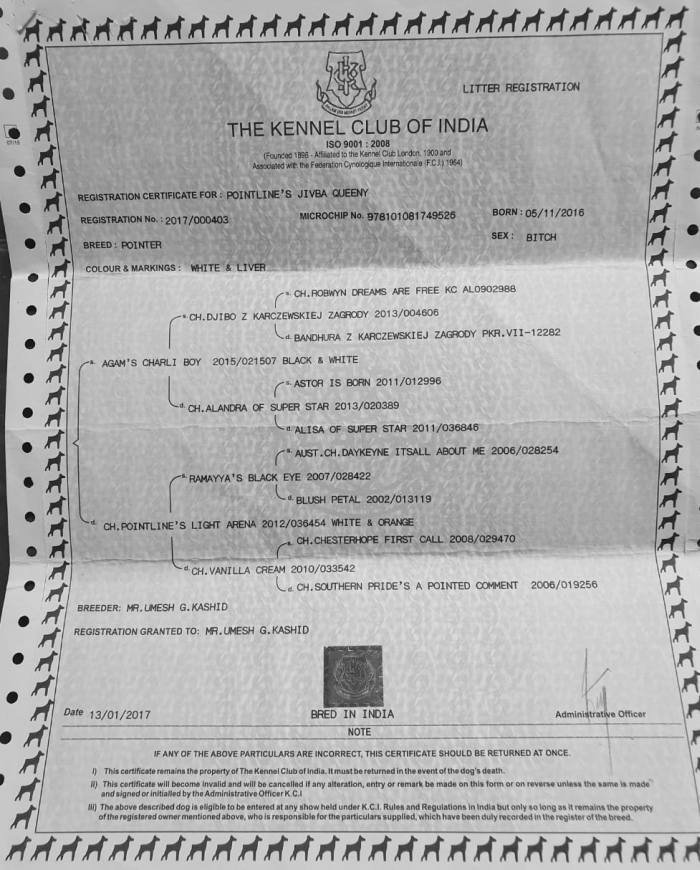 LITTER REGISTRATION
THE KENNEL CLUB OF INDIA
ISO 9001 : 2008
(Founded 1896 - Affiliated to the Kennel Club London, 1900 and
Associated with the Federation Cynologique Internationale (F.C.I.) 1964)
REGISTRATION CERTIFICATE FOR : POINTLINE'S JIVBA QUEENY
REGISTRATION No. : 2017/000403 MICROCHIP No. 978101081749526 BORN : 05/11/2016
BREED : POINTER SEX : BITCH
COLOUR & MARKINGS : WHITE & LIVER
s. CH.ROBWYN DREAMS ARE FREE KC AL0902988
s. CH.DJIBO Z KARCZEWSKIEJ ZAGRODY 2013/004606
d. BANDHURA Z KARCZEWSKIEJ ZAGRODY PKR.VII-12282
s. AGAM'S CHARLI BOY 2015/021507 BLACK & WHITE
s. ASTOR IS BORN 2011/012996
d. CH.ALANDRA OF SUPER STAR 2013/020389
d. ALISA OF SUPER STAR 2011/036846
s. AUST.CH.DAYKEYNE ITSALL ABOUT ME 2006/028254
s. RAMAYYA'S BLACK EYE 2007/028422
d. BLUSH PETAL 2002/013119
d. CH.POINTLINE'S LIGHT ARENA 2012/036454 WHITE & ORANGE
s. CH.CHESTERHOPE FIRST CALL 2008/029470
d. CH.VANILLA CREAM 2010/033542
d. CH.SOUTHERN PRIDE'S A POINTED COMMENT 2006/019256
BREEDER: MR.UMESH G.KASHID
REGISTRATION GRANTED TO: MR.UMESH G.KASHID
Date 13/01/2017 BRED IN INDIA Administrative Officer
NOTE
IF ANY OF THE ABOVE PARTICULARS ARE INCORRECT, THIS CERTIFICATE SHOULD BE RETURNED AT ONCE.
I) This certificate remains the property of The Kennel Club of India. It must be returned in the event of the dog's death.
II) This certificate will become invalid and will be cancelled if any alteration, entry or remark be made on this form or on reverse unless the same is made
and signed or initialled by the Administrative Officer K.C.I
III) The above described dog is eligible to be entered at any show held under K.C.I. Rules and Regulations in India but only so long as it remains the property
of the registered owner mentioned above, who is responsible for the particulars supplied, which have been duly recorded in the register of the breed.